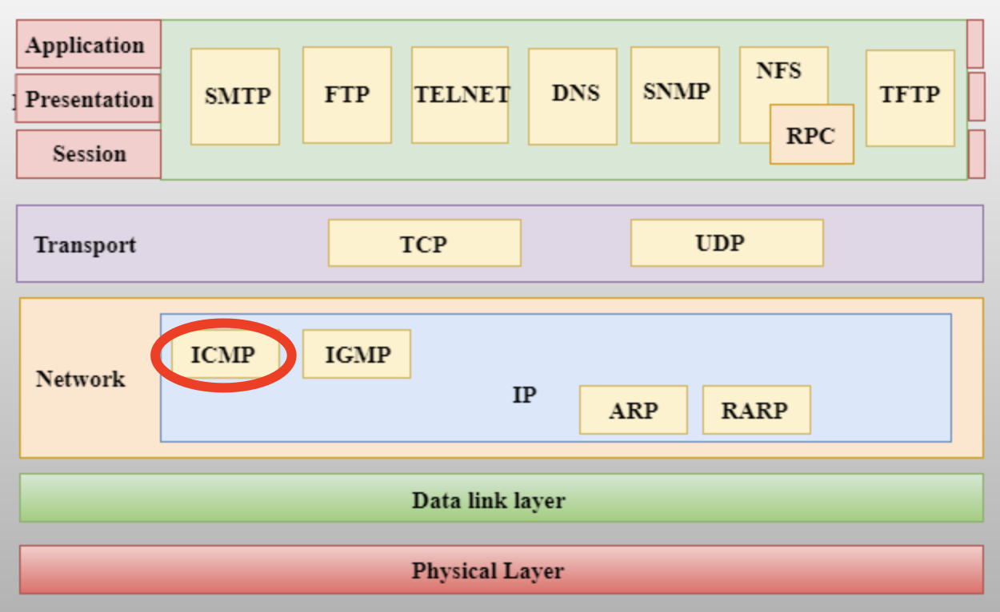 Application
Presentation
Session
SMTP
FTP
TELNET
DNS
SNMP
NFS
RPC
TFTP
Transport
TCP
UDP
Network
ICMP
IGMP
IP
ARP
RARP
Data link layer
Physical Layer